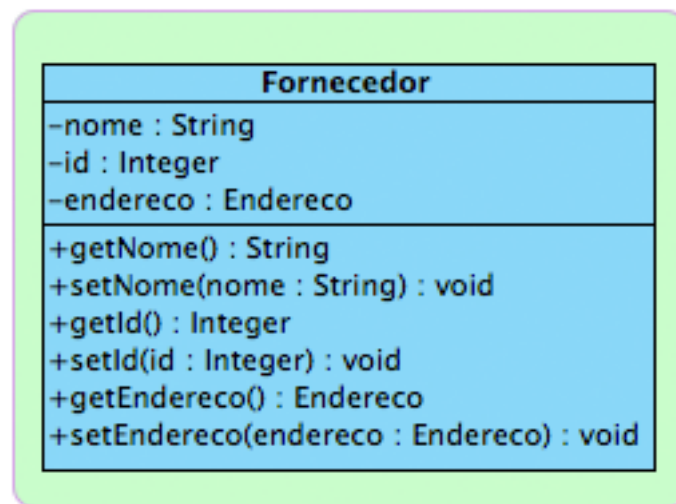 Fornecedor
-nome : String
-id : Integer
-endereco : Endereco
+getNome() : String
+setNome(nome : String) : void
+getId() : Integer
+setId(id : Integer) : void
+getEndereco() : Endereco
+setEndereco(endereco : Endereco) : void